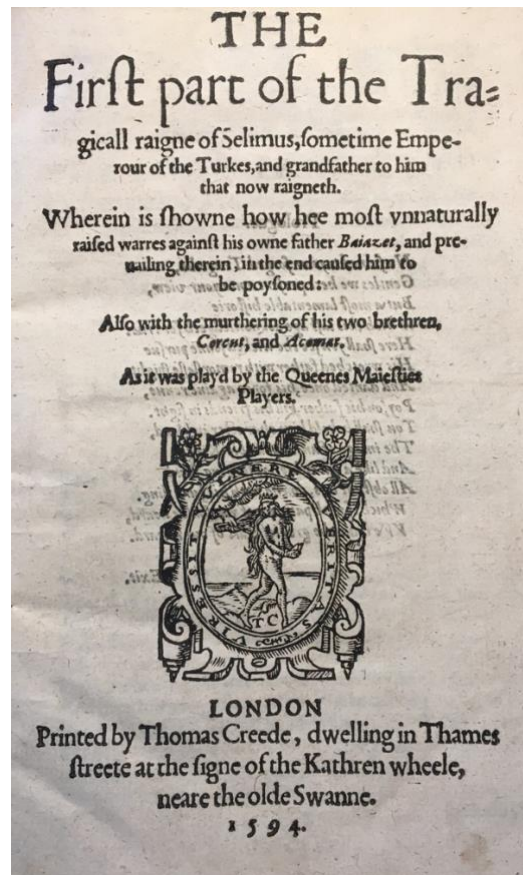 THE
Firſt part of the Tra=
gicall raigne of Selimus, ſometime Empe-
rour of the Turkes, and grandfather to him
that now raigneth.
Wherein is ſhowne how hee moſt vnnaturally
raiſed warres againſt his owne father Baiazet, and pre-
uailing therein, in the end cauſed him to
be poyſoned:
Alſo with the murthering of his two brethren,
Corcut, and Acomat.
As it was playd by the Queenes Maieſties
Players.
VIRESSIT VULNERE VERITAS
TC
LONDON
Printed by Thomas Creede, dwelling in Thames
ſtreete at the ſigne of the Kathren wheele,
neare the olde Swanne.
1594.